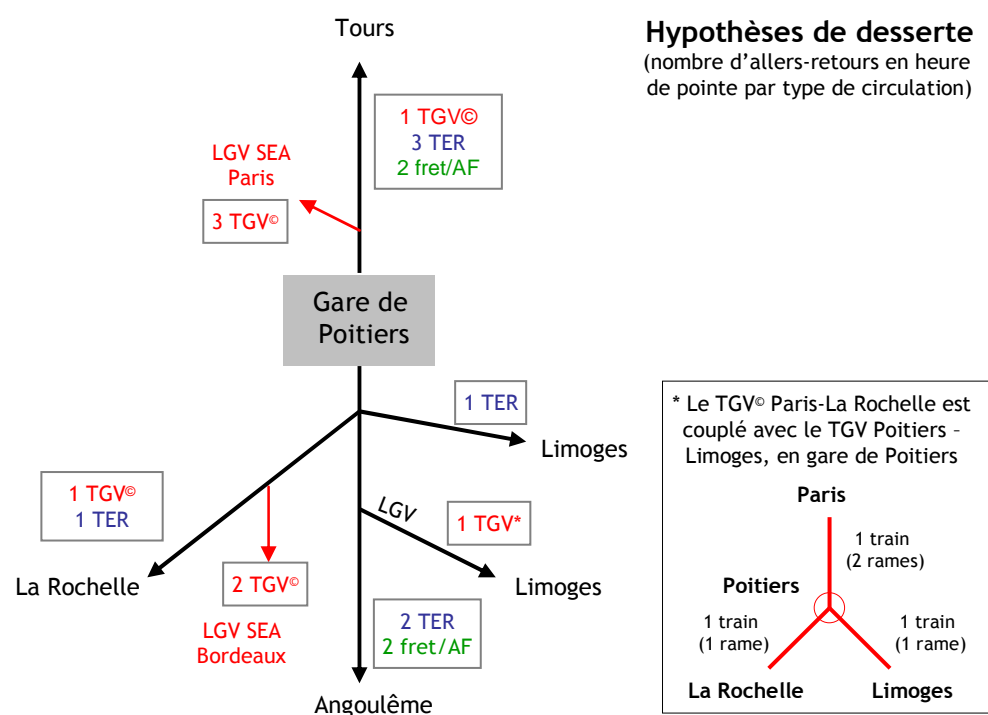 Tours
Hypothèses de desserte
(nombre d'allers-retours en heure
de pointe par type de circulation)
1 TGV©
3 TER
2 fret/AF
LGV SEA
Paris
3 TGV©
Gare de
Poitiers
1 TER
Limoges
1 TGV©
1 TER
LGV
1 TGV*
La Rochelle
2 TGV©
Limoges
LGV SEA
Bordeaux
2 TER
2 fret/AF
Angoulême
* Le TGV© Paris-La Rochelle est
couplé avec le TGV Poitiers –
Limoges, en gare de Poitiers
Paris
1 train
(2 rames)
Poitiers
1 train
(1 rame)
1 train
(1 rame)
La Rochelle
Limoges